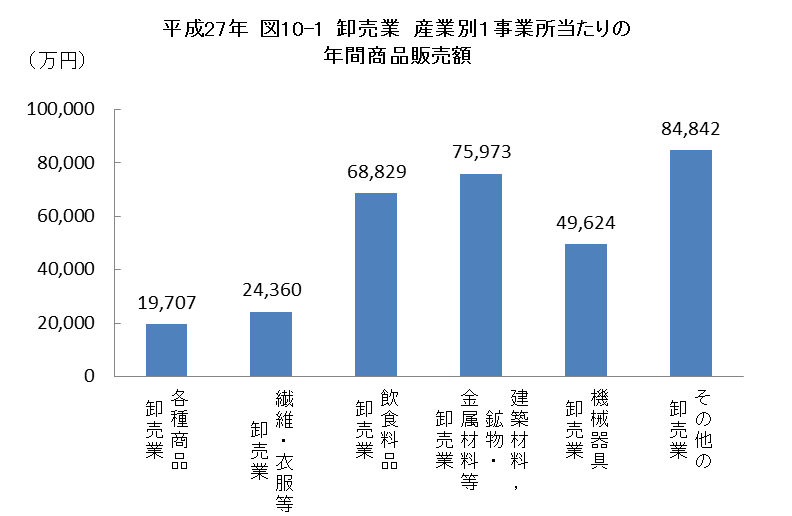 平成27年 図10-1 卸売業 産業別1事業所当たりの
年間商品販売額
（万円）
100,000
80,000
60,000
40,000
20,000
0
19,707
24,360
68,829
75,973
49,624
84,842
各種商品
卸売業
繊維・衣服等
卸売業
飲食料品
卸売業
建築材料，
鉱物・
金属材料等
卸売業
機械器具
卸売業
その他の
卸売業